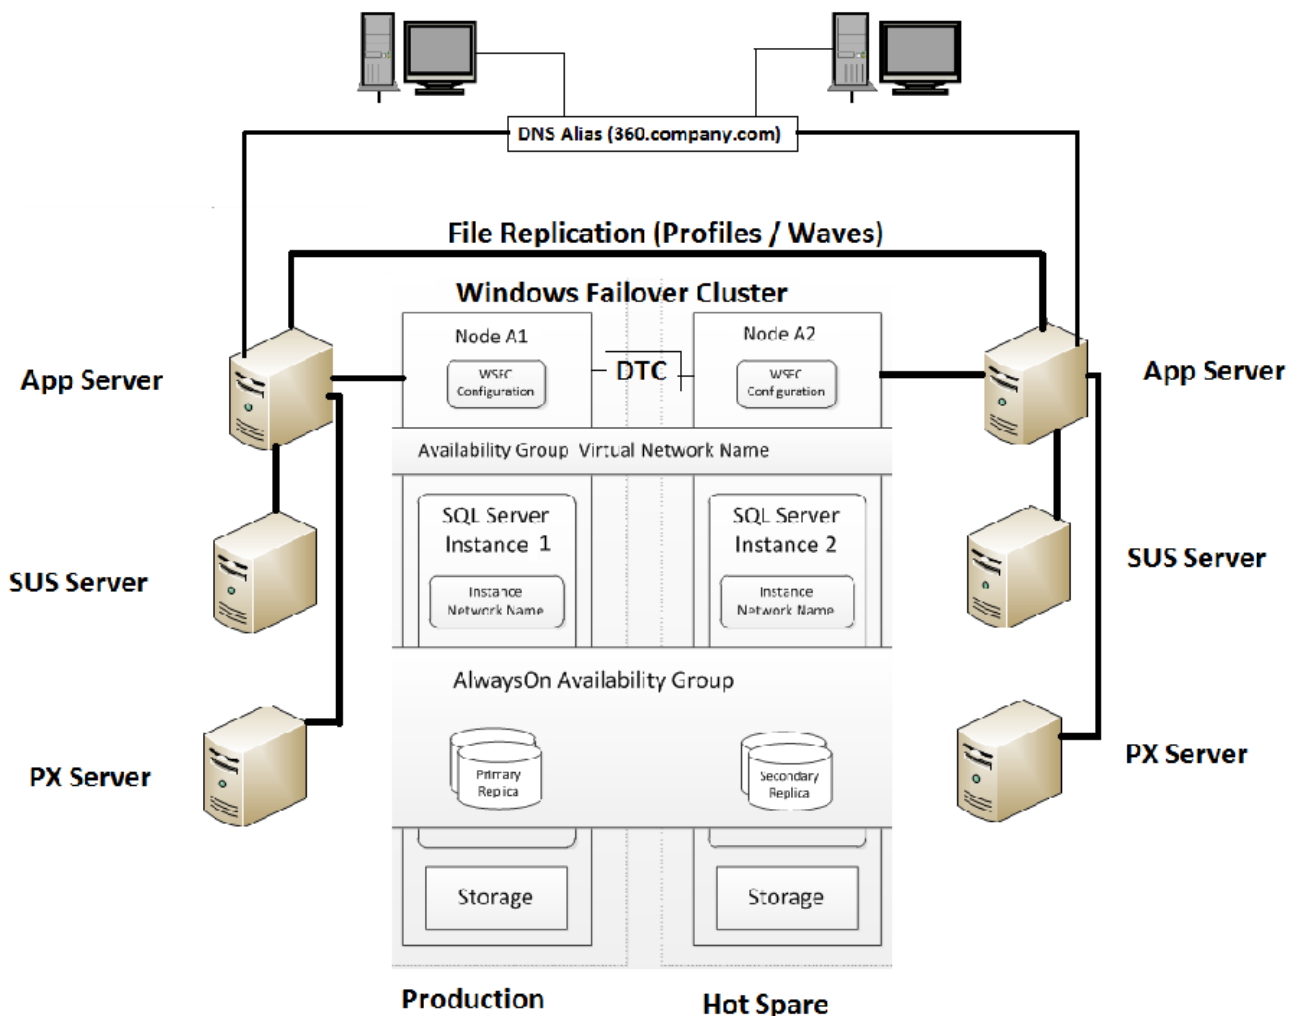 DNS Alias (360.company.com)
File Replication (Profiles / Waves)
Windows Failover Cluster
Node A1
Node A2
WSFC
Configuration
DTC
WSFC
Configuration
App Server
App Server
Availability Group Virtual Network Name
SQL Server
Instance 1
SQL Server
Instance 2
Instance
Network Name
Instance
Network Name
SUS Server
SUS Server
AlwaysOn Availability Group
Primary
Replica
Secondary
Replica
PX Server
PX Server
Storage
Storage
Production
Hot Spare